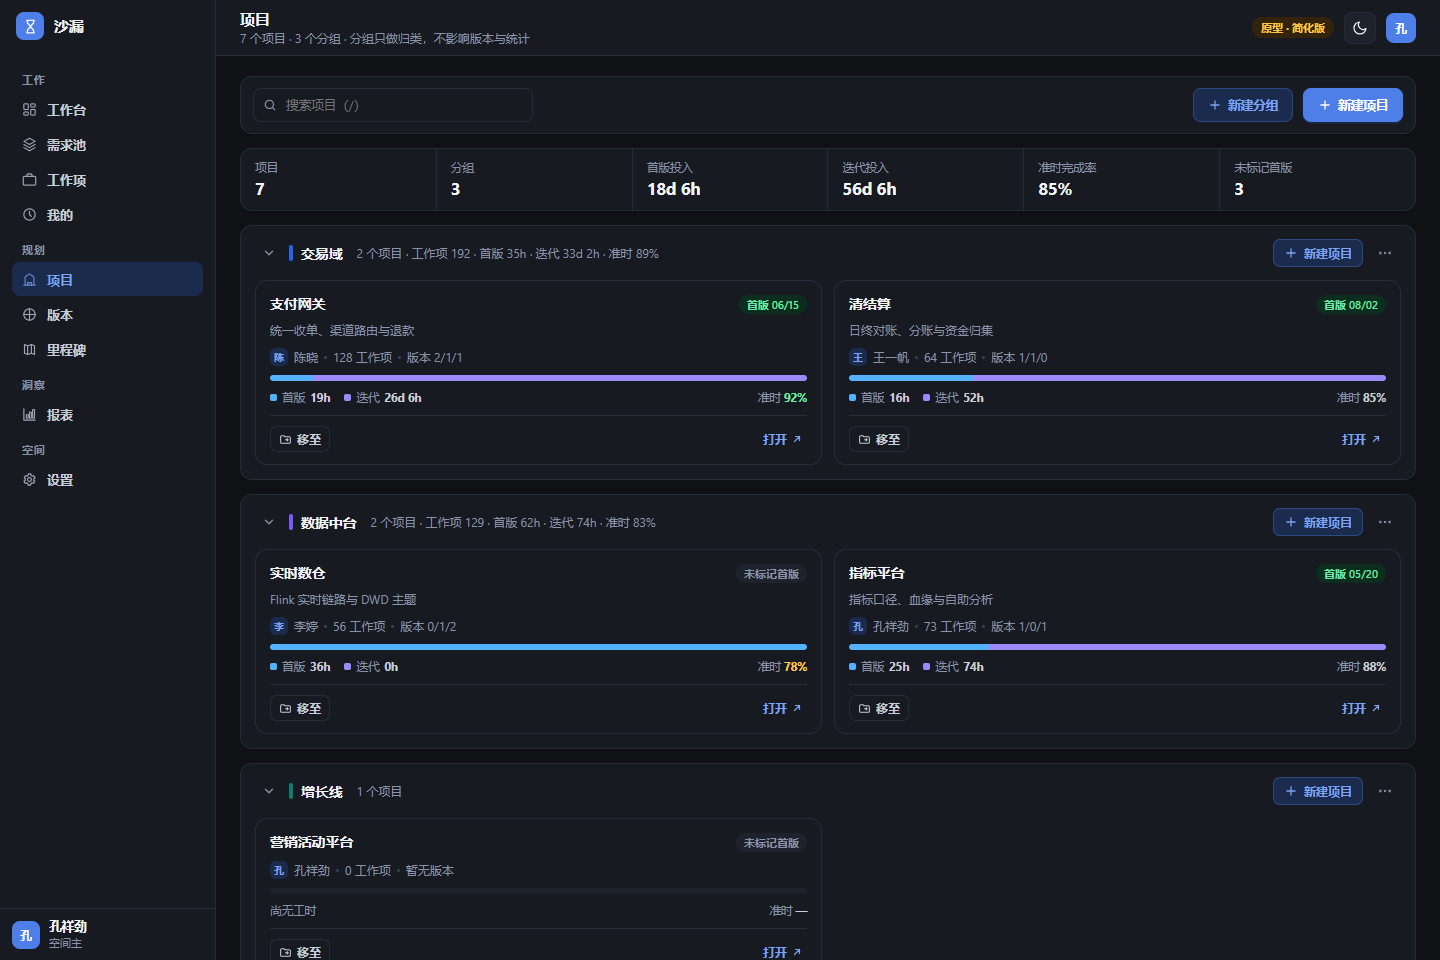 沙漏
工作
工作台
需求池
工作项
我的
规划
项目
版本
里程碑
洞察
报表
空间
设置
孔
孔祥劲
空间主
项目
7 个项目 · 3 个分组 · 分组只做归类，不影响版本与统计
原型 · 简化版
孔
搜索项目（/）
新建分组
新建项目
项目
7
分组
3
首版投入
18d 6h
迭代投入
56d 6h
准时完成率
85%
未标记首版
3
交易域 2 个项目 · 工作项 192 · 首版 35h · 迭代 33d 2h · 准时 89%
新建项目
支付网关
首版 06/15
统一收单、渠道路由与退款
陈 陈晓 · 128 工作项 · 版本 2/1/1
首版 19h 迭代 26d 6h 准时 92%
移至 打开
清结算
首版 08/02
日终对账、分账与资金归集
王 王一帆 · 64 工作项 · 版本 1/1/0
首版 16h 迭代 52h 准时 85%
移至 打开
数据中台 2 个项目 · 工作项 129 · 首版 62h · 迭代 74h · 准时 83%
新建项目
实时数仓
未标记首版
Flink 实时链路与 DWD 主题
李 李婷 · 56 工作项 · 版本 0/1/2
首版 36h 迭代 0h 准时 78%
移至 打开
指标平台
首版 05/20
指标口径、血缘与自助分析
孔 孔祥劲 · 73 工作项 · 版本 1/0/1
首版 25h 迭代 74h 准时 88%
移至 打开
增长线 1 个项目
新建项目
营销活动平台
未标记首版
孔 孔祥劲 · 0 工作项 · 暂无版本
尚无工时 准时 —
移至 打开